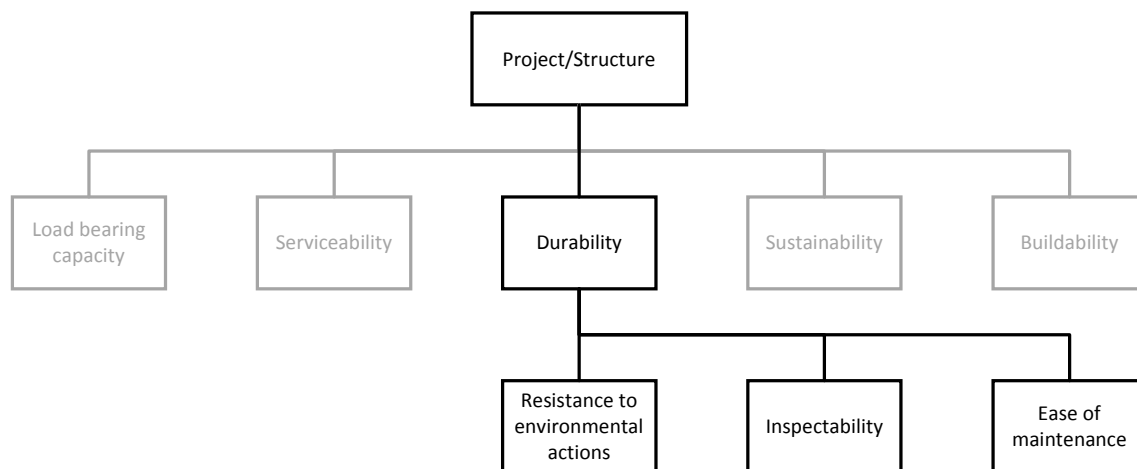 Project/Structure
Load bearing
capacity
Serviceability
Durability
Sustainability
Buildability
Resistance to
environmental
actions
Inspectability
Ease of
maintenance